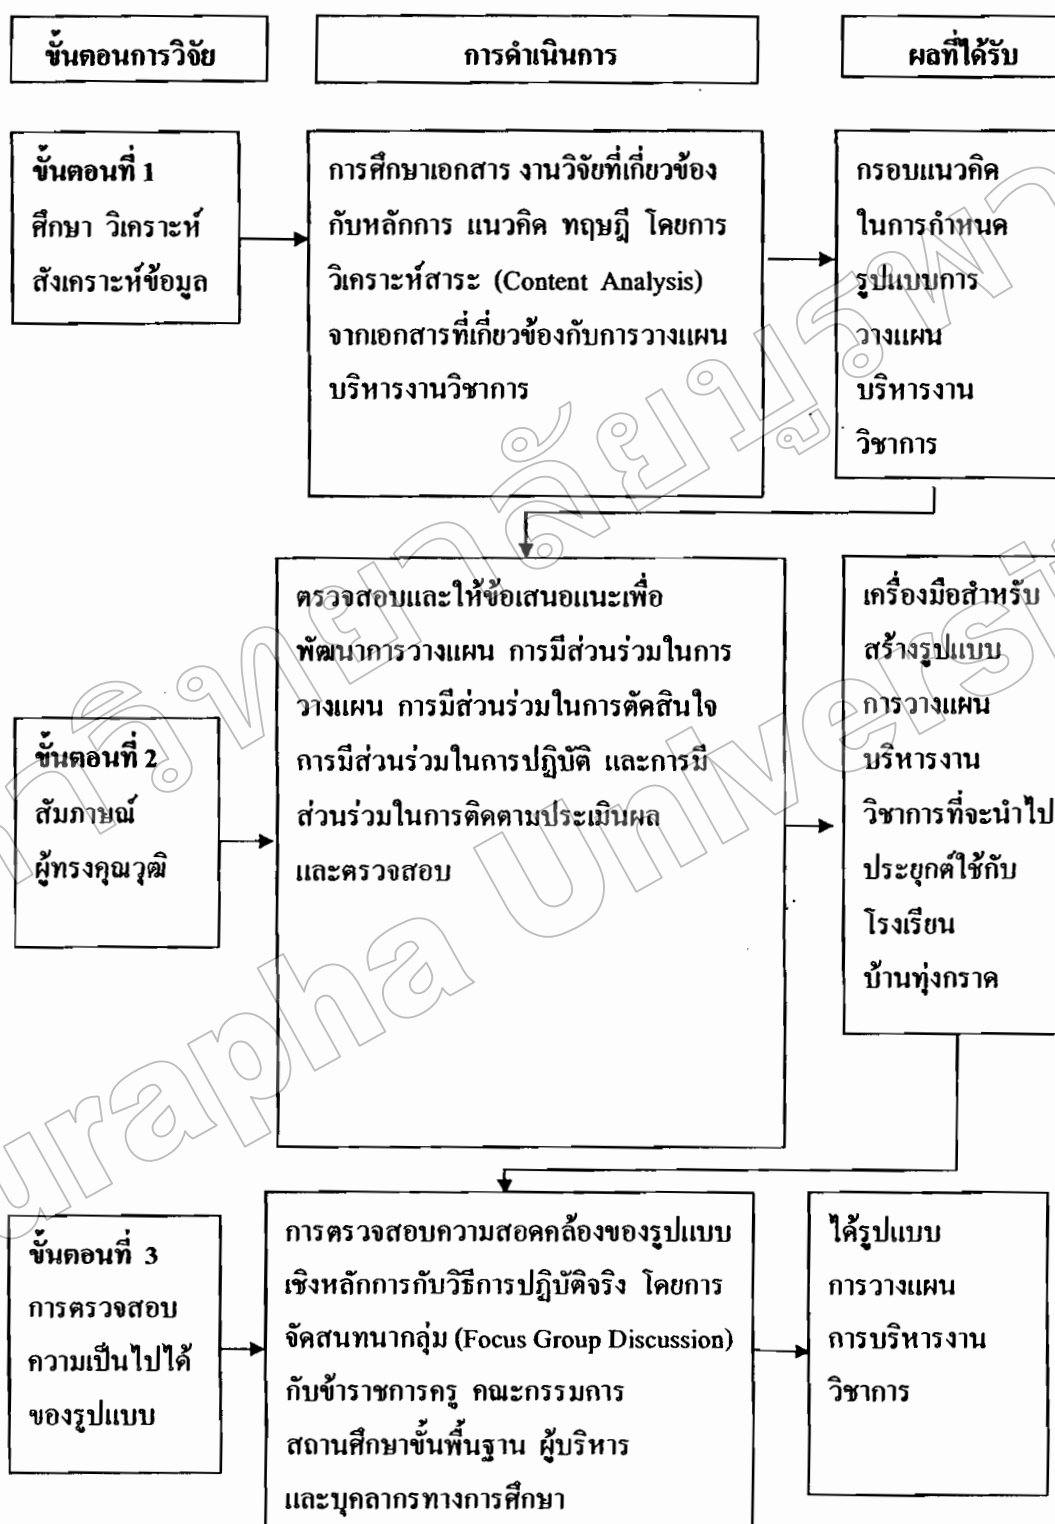 ขั้นตอนการวิจัย
การดำเนินการ
ผลที่ได้รับ
ขั้นตอนที่ 1
ศึกษา วิเคราะห์
สังเคราะห์ข้อมูล
การศึกษาเอกสาร งานวิจัยที่เกี่ยวข้อง
กับหลักการ แนวคิด ทฤษฎี โดยการ
วิเคราะห์สาระ (Content Analysis)
จากเอกสารที่เกี่ยวข้องกับการวางแผน
บริหารงานวิชาการ
กรอบแนวคิด
ในการกำหนด
รูปแบบการ
วางแผน
บริหารงาน
วิชาการ
ขั้นตอนที่ 2
สัมภาษณ์
ผู้ทรงคุณวุฒิ
ตรวจสอบและให้ข้อเสนอแนะเพื่อ
พัฒนาการวางแผน การมีส่วนร่วมในการ
วางแผน การมีส่วนร่วมในการตัดสินใจ
การมีส่วนร่วมในการปฏิบัติ และการมี
ส่วนร่วมในการติดตามประเมินผล
และตรวจสอบ
เครื่องมือสำหรับ
สร้างรูปแบบ
การวางแผน
บริหารงาน
วิชาการที่จะนำไป
ประยุกต์ใช้กับ
โรงเรียน
บ้านทุ่งกราด
ขั้นตอนที่ 3
การตรวจสอบ
ความเป็นไปได้
ของรูปแบบ
การตรวจสอบความสอดคล้องของรูปแบบ
เชิงหลักการกับวิธีการปฏิบัติจริง โดยการ
จัดสนทนากลุ่ม (Focus Group Discussion)
กับข้าราชการครู คณะกรรมการ
สถานศึกษาขั้นพื้นฐาน ผู้บริหาร
และบุคลากรทางการศึกษา
ได้รูปแบบ
การวางแผน
การบริหารงาน
วิชาการ